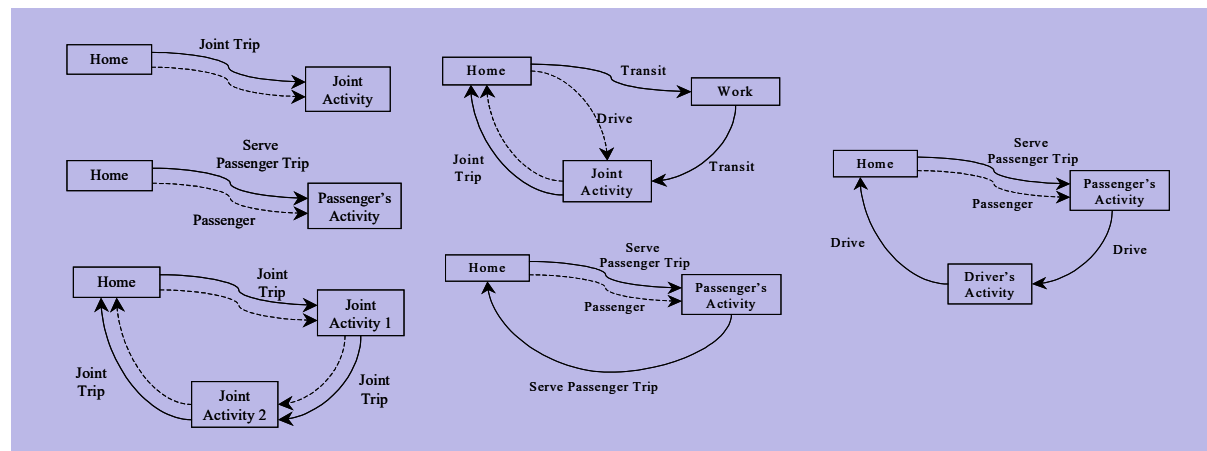 Home
Joint Trip
Joint
Activity
Home
Serve
Passenger Trip
Passenger's
Activity
Passenger
Home
Joint
Trip
Joint
Activity 1
Joint
Trip
Joint
Activity 2
Joint
Trip
Home
Transit
Work
Drive
Joint
Trip
Joint
Activity
Transit
Home
Serve
Passenger Trip
Passenger's
Activity
Passenger
Serve Passenger Trip
Home
Serve
Passenger Trip
Passenger's
Activity
Passenger
Drive
Drive
Driver's
Activity